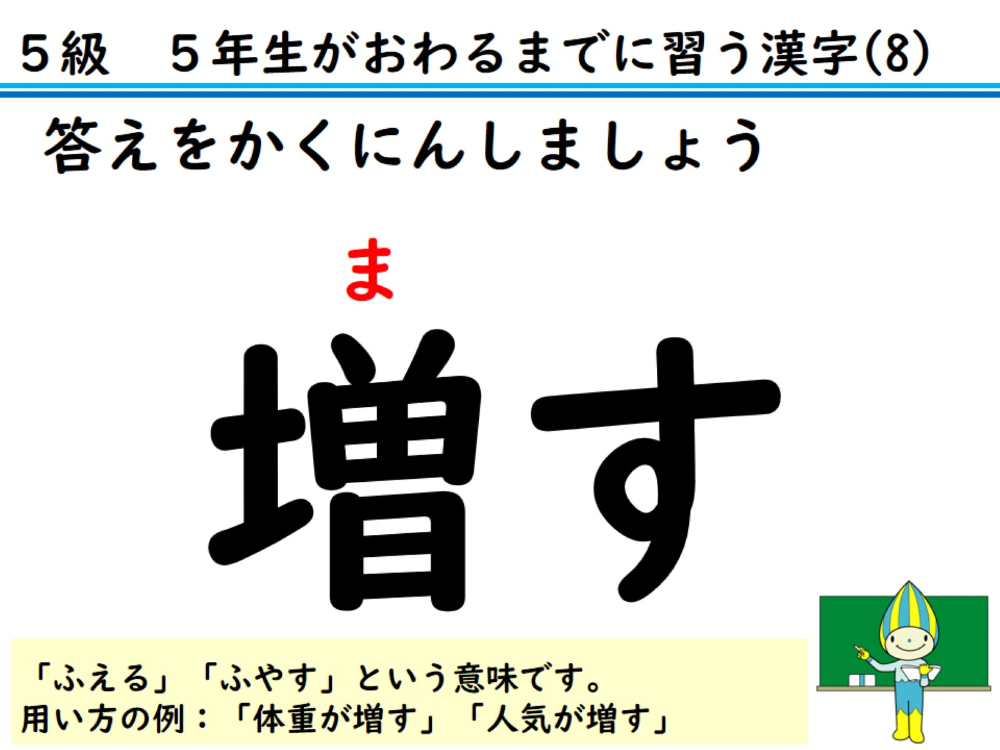 ５級　５年生がおわるまでに習う漢字(8)
答えをかくにんしましょう
ま
増す
「ふえる」「ふやす」という意味です。
用い方の例：「体重が増す」「人気が増す」